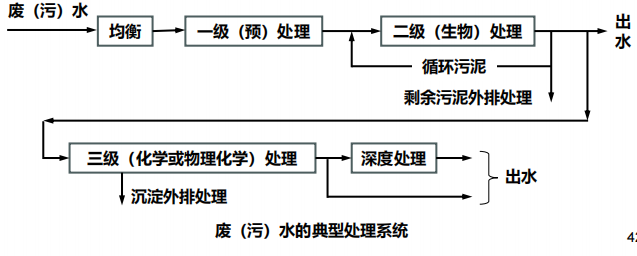 废（污）水
均衡
一级（预）处理
二级（生物）处理
出
水
循环污泥
剩余污泥外排处理
三级（化学或物理化学）处理
深度处理
出水
沉淀外排处理
废（污）水的典型处理系统
42